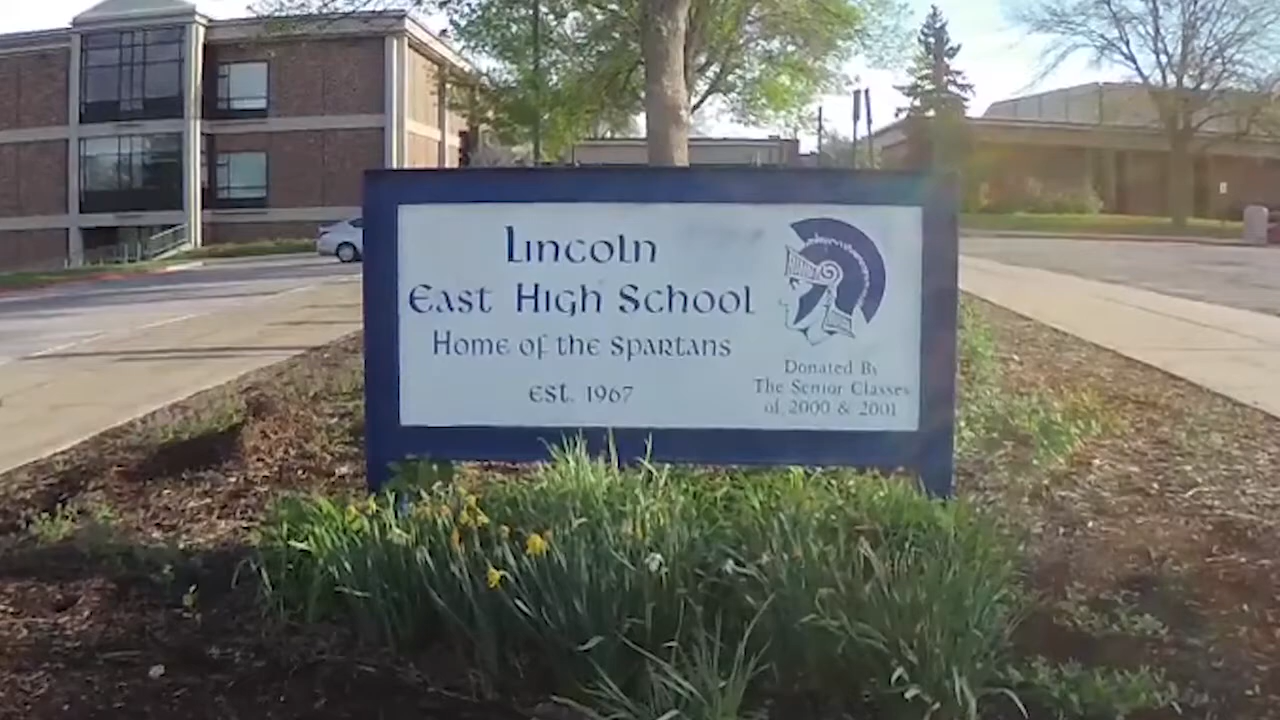 Lincoln
East High School
Home of the Spartans
est. 1967
Donated By
The Senior Classes
of 2000 & 2001